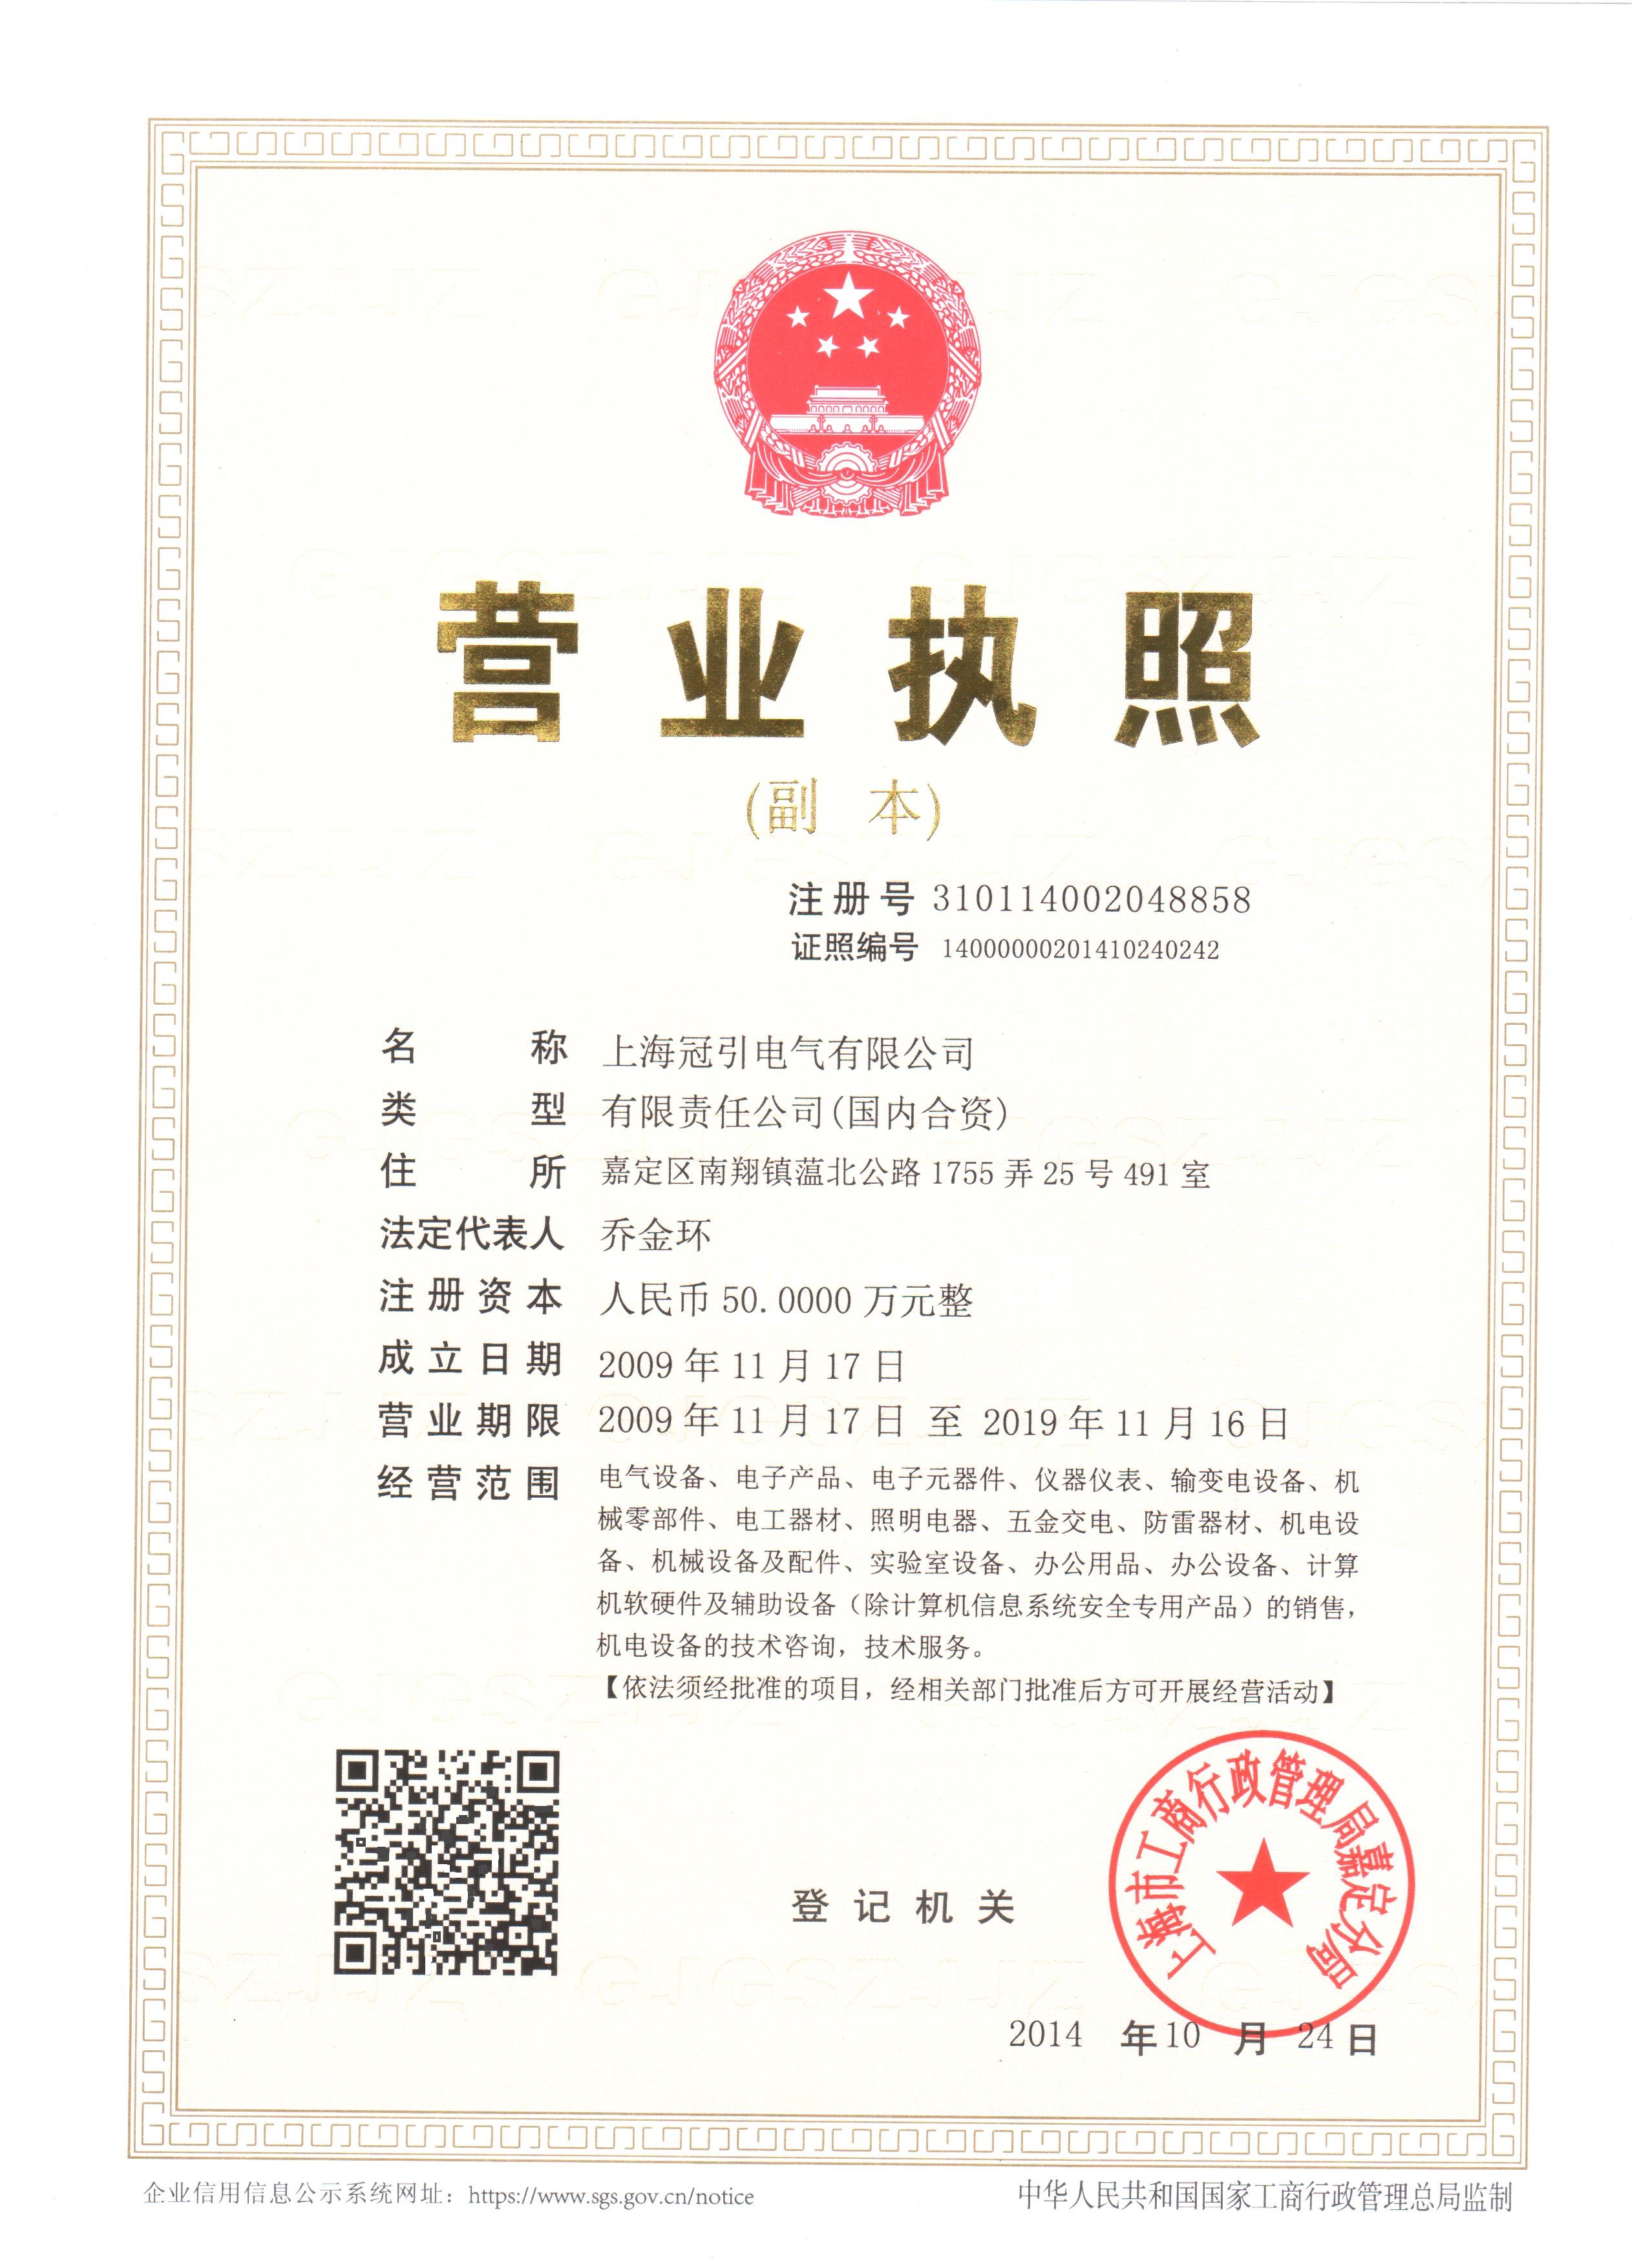 营业执照
(副 本)
注册号 310114002048858
证照编号 14000000201410240242
名 称 上海冠引电气有限公司
类 型 有限责任公司(国内合资)
住 所 嘉定区南翔镇蕰北公路 1755 弄 25 号 491 室
法定代表人 乔金环
注册资本 人民币 50.0000 万元整
成立日期 2009 年 11 月 17 日
营业期限 2009 年 11 月 17 日 至 2019 年 11 月 16 日
经营范围 电气设备、电子产品、电子元器件、仪器仪表、输变电设备、机
械零部件、电工器材、照明电器、五金交电、防雷器材、机电设
备、机械设备及配件、实验室设备、办公用品、办公设备、计算
机软硬件及辅助设备（除计算机信息系统安全专用产品）的销售，
机电设备的技术咨询，技术服务。
【依法须经批准的项目，经相关部门批准后方可开展经营活动】
上海市工商行政管理局嘉定分局
登记机关
2014 年 10 月 24 日
企业信用信息公示系统网址：https://www.sgs.gov.cn/notice
中华人民共和国国家工商行政管理总局监制